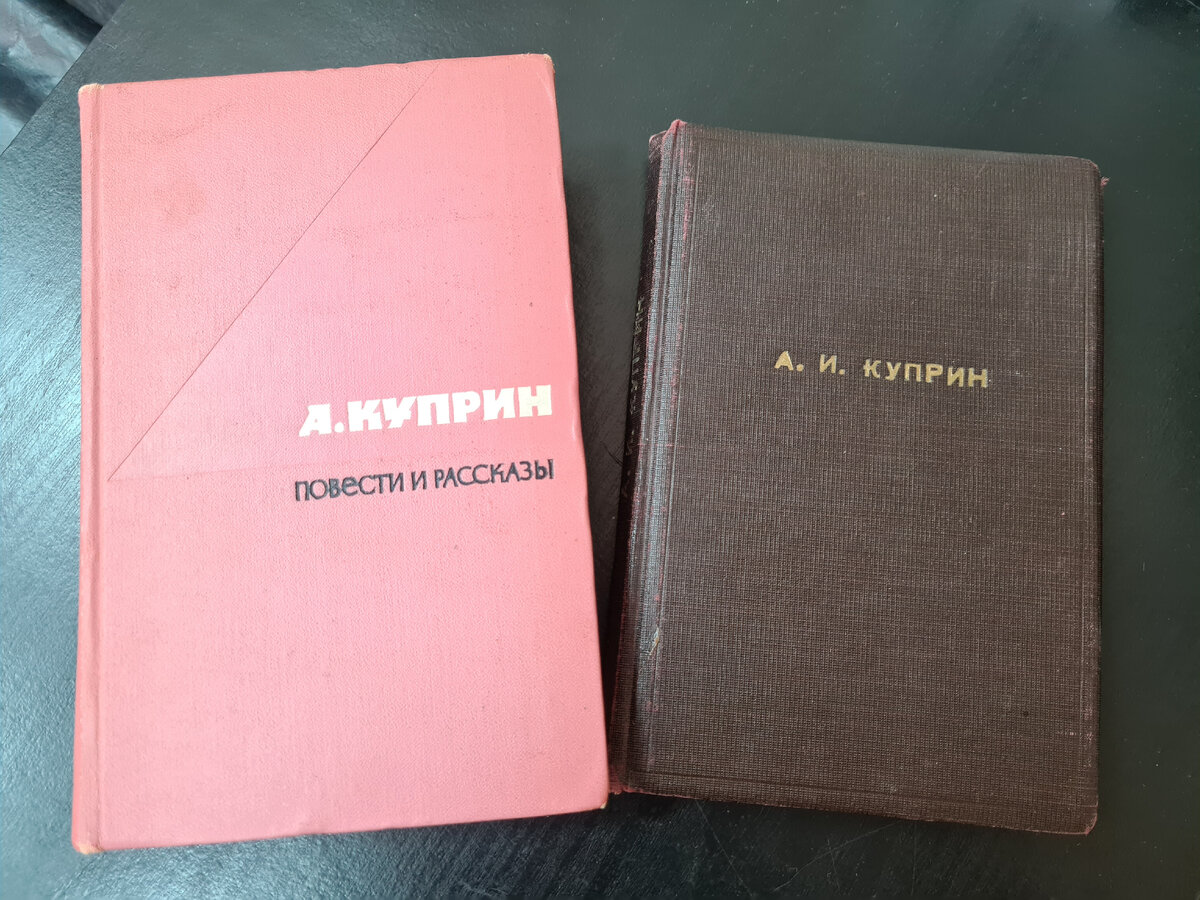 А.КУПРИН
ПОВЕСТИ И РАССКАЗЫ
А. И. КУПРИН